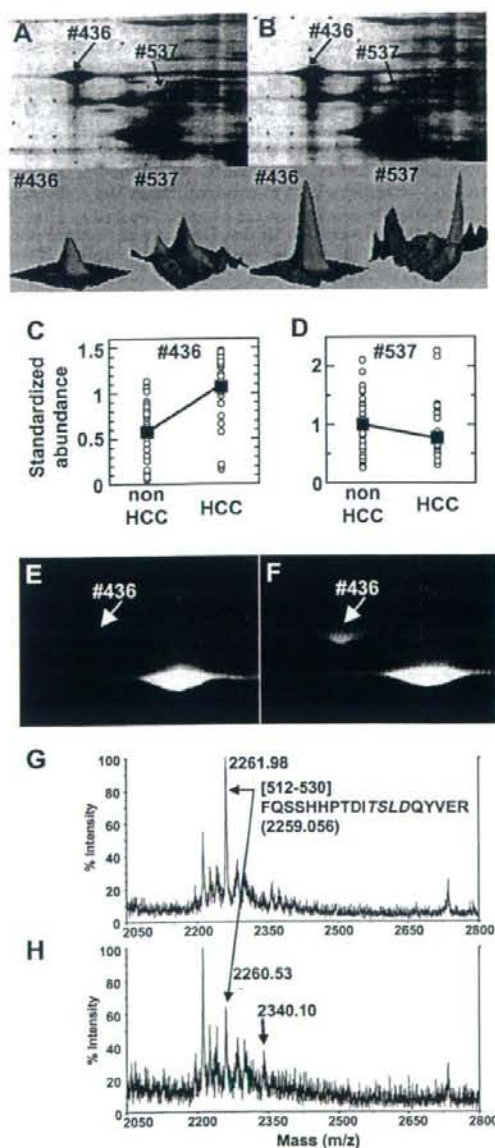 A
#436
#537
B
#436
#537
#436
#537
#436
#537
C
D
Standardized
abundance
1.5
1
0.5
0
#436
non
HCC
HCC
2
1
0
#537
non
HCC
HCC
E
#436
F
#436
G
% Intensity
100
80
60
40
20
0
2261.98
[512-530]
FQSSHHPTDITSLDQYVER
(2259.056)
2050
2200
2350
2500
2650
2800
H
% Intensity
100
80
60
40
20
0
2260.53
2340.10
2050
2200
2350
2500
2650
2800
Mass (m/z)